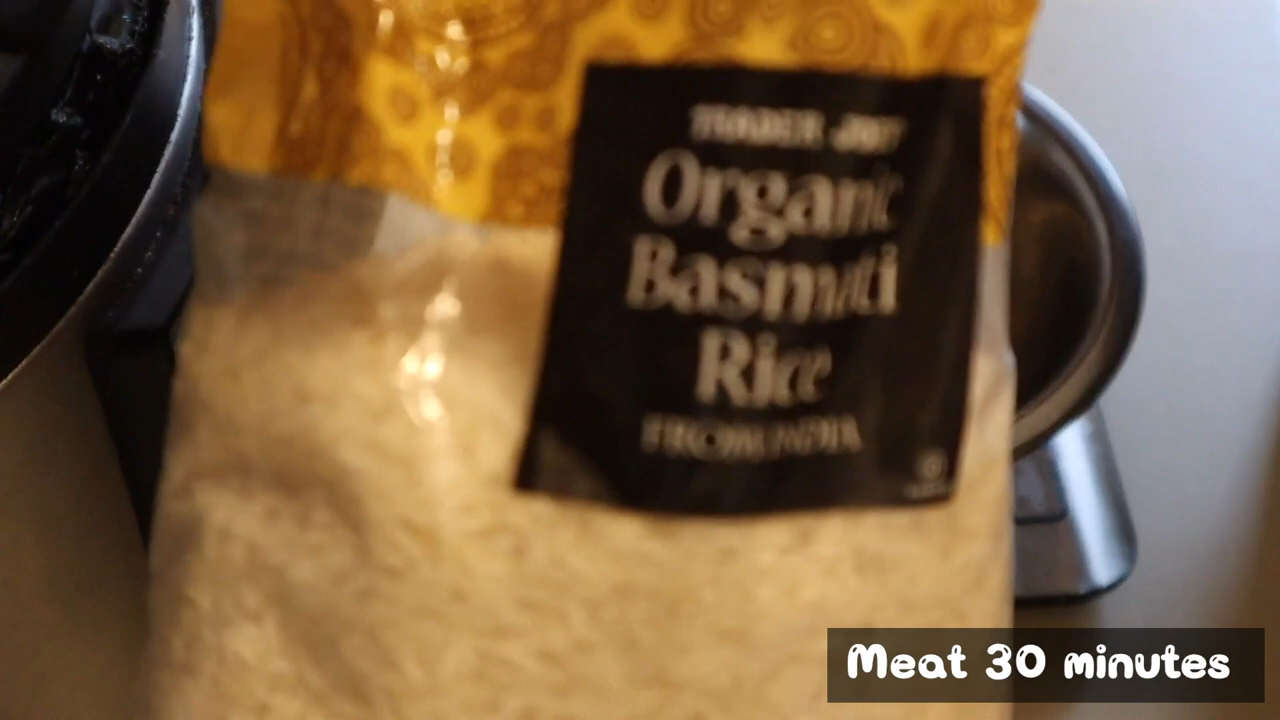 TRADER JOE'S
Organic
Basmati
Rice
FROM INDIA
Meat 30 minutes